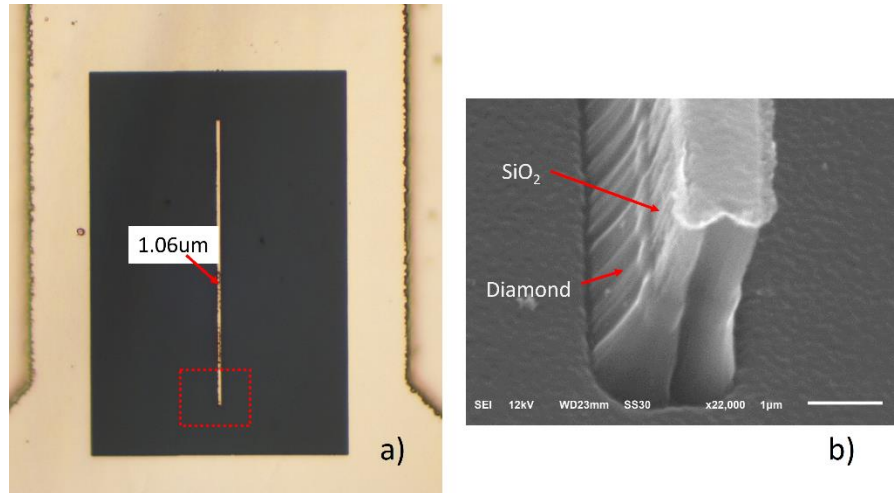 1.06um
a)
SiO₂
Diamond
SEI 12kV WD23mm SS30 x22,000 1μm
b)